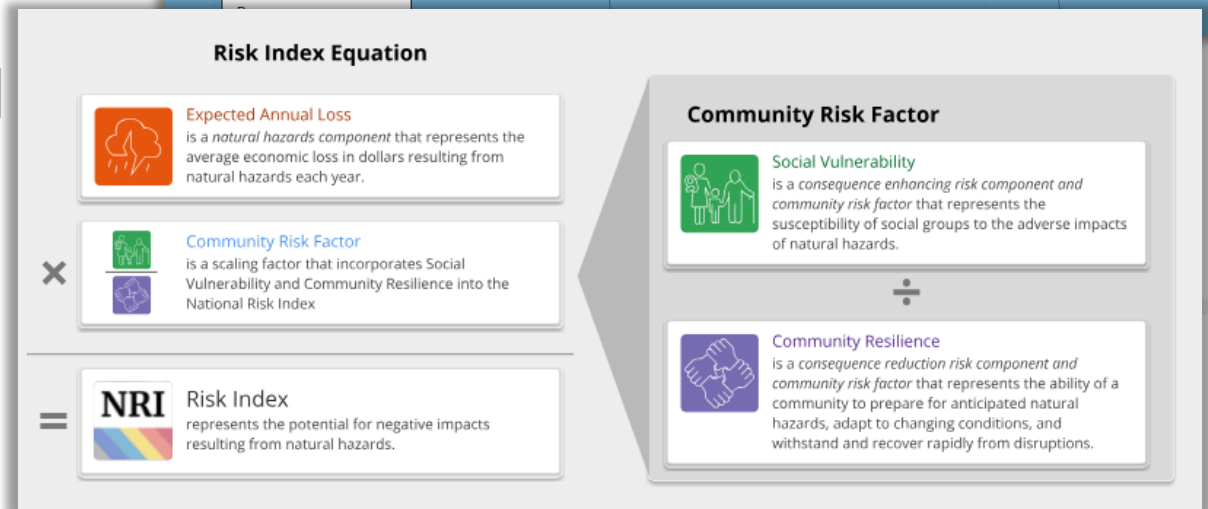 Risk Index Equation
Expected Annual Loss
is a natural hazards component that represents the
average economic loss in dollars resulting from
natural hazards each year.
×
Community Risk Factor
is a scaling factor that incorporates Social
Vulnerability and Community Resilience into the
National Risk Index
=
NRI
Risk Index
represents the potential for negative impacts
resulting from natural hazards.
Community Risk Factor
Social Vulnerability
is a consequence enhancing risk component and
community risk factor that represents the
susceptibility of social groups to the adverse impacts
of natural hazards.
÷
Community Resilience
is a consequence reduction risk component and
community risk factor that represents the ability of a
community to prepare for anticipated natural
hazards, adapt to changing conditions, and
withstand and recover rapidly from disruptions.